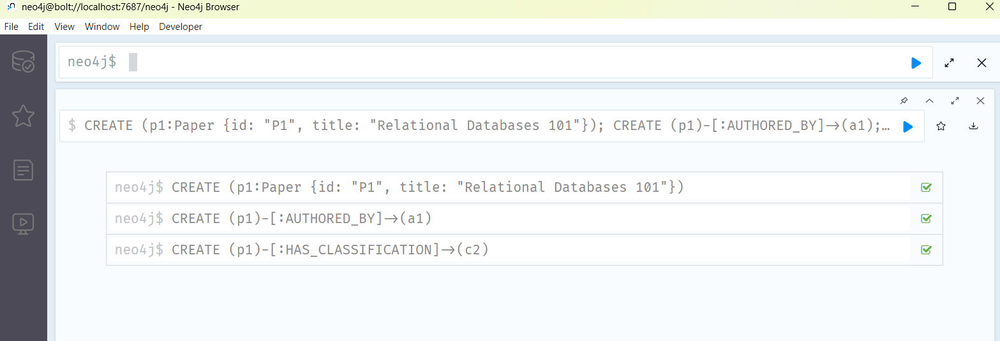 neo4j@bolt://localhost:7687/neo4j - Neo4j Browser
File Edit View Window Help Developer
neo4j$
$ CREATE (p1:Paper {id: "P1", title: "Relational Databases 101"}); CREATE (p1)-[:AUTHORED_BY]→(a1);…
neo4j$ CREATE (p1:Paper {id: "P1", title: "Relational Databases 101"})
neo4j$ CREATE (p1)-[:AUTHORED_BY]→(a1)
neo4j$ CREATE (p1)-[:HAS_CLASSIFICATION]→(c2)